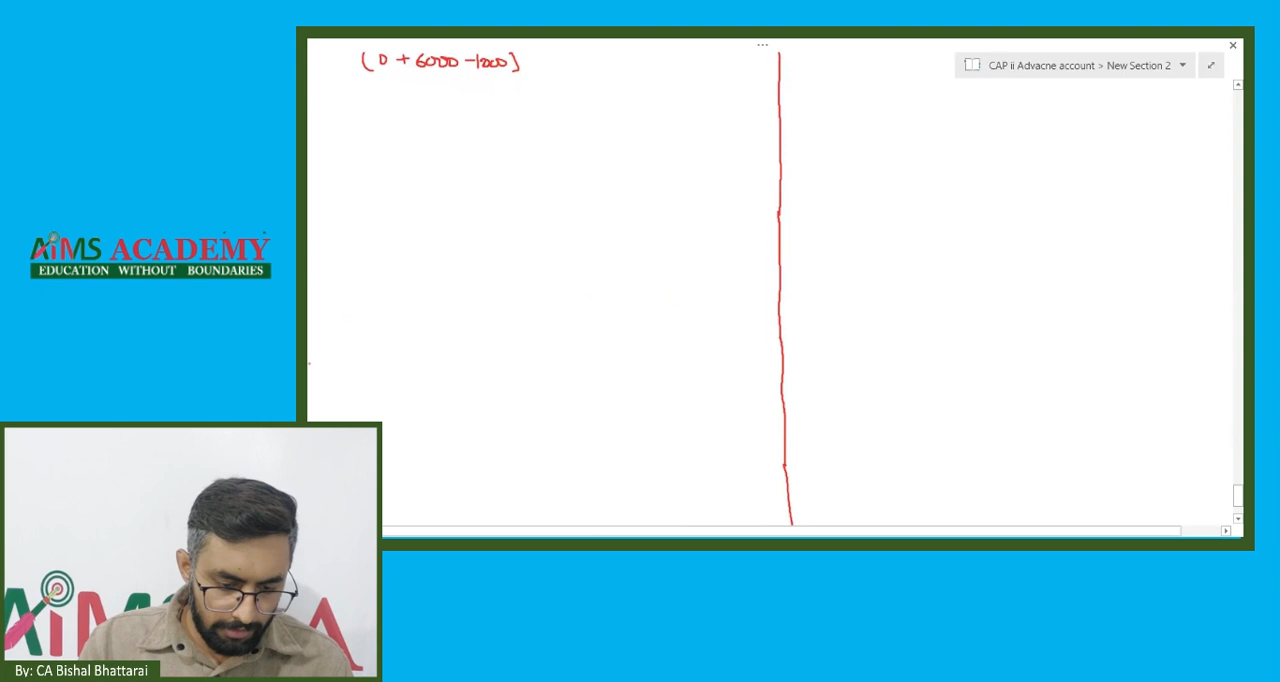 (0 + 6000 - 1000)
CAP ii Advacne account > New Section 2
AiMS ACADEMY
EDUCATION WITHOUT BOUNDARIES
By: CA Bishal Bhattarai